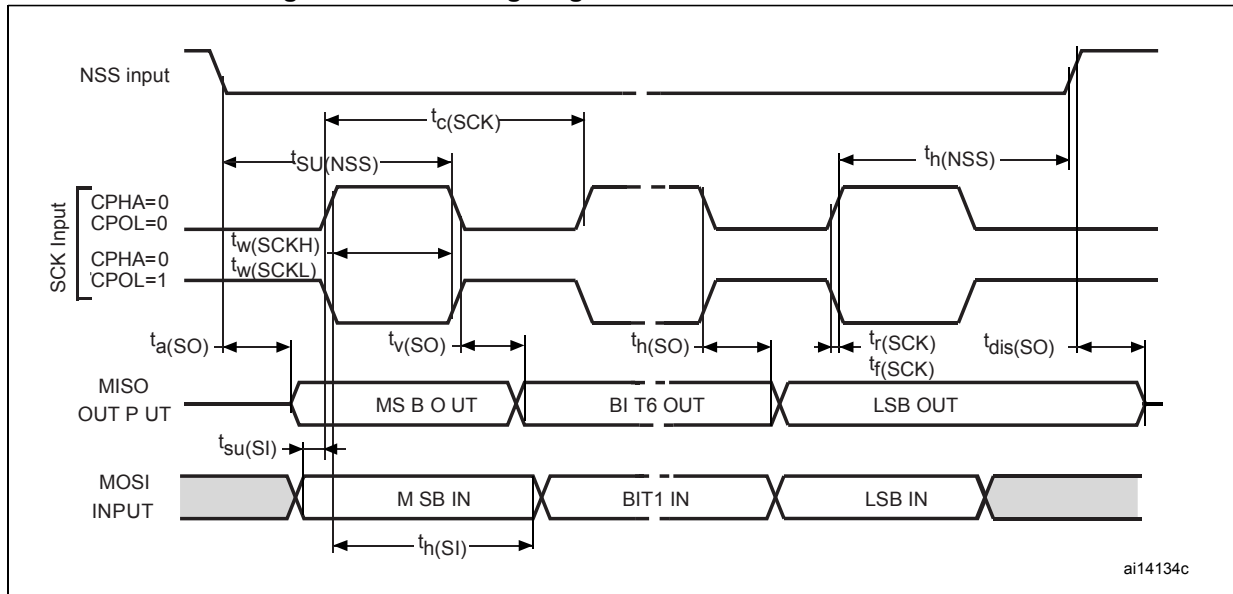 NSS input
tc(SCK)
tSU(NSS)
th(NSS)
SCK Input
CPHA=0
CPOL=0
tw(SCKH)
CPHA=0
tw(SCKL)
CPOL=1
ta(SO)
tv(SO)
th(SO)
tr(SCK)
tf(SCK)
tdis(SO)
MISO
OUT P UT
MS B O UT
BI T6 OUT
LSB OUT
tsu(SI)
MOSI
INPUT
M SB IN
BIT1 IN
LSB IN
th(SI)
ai14134c